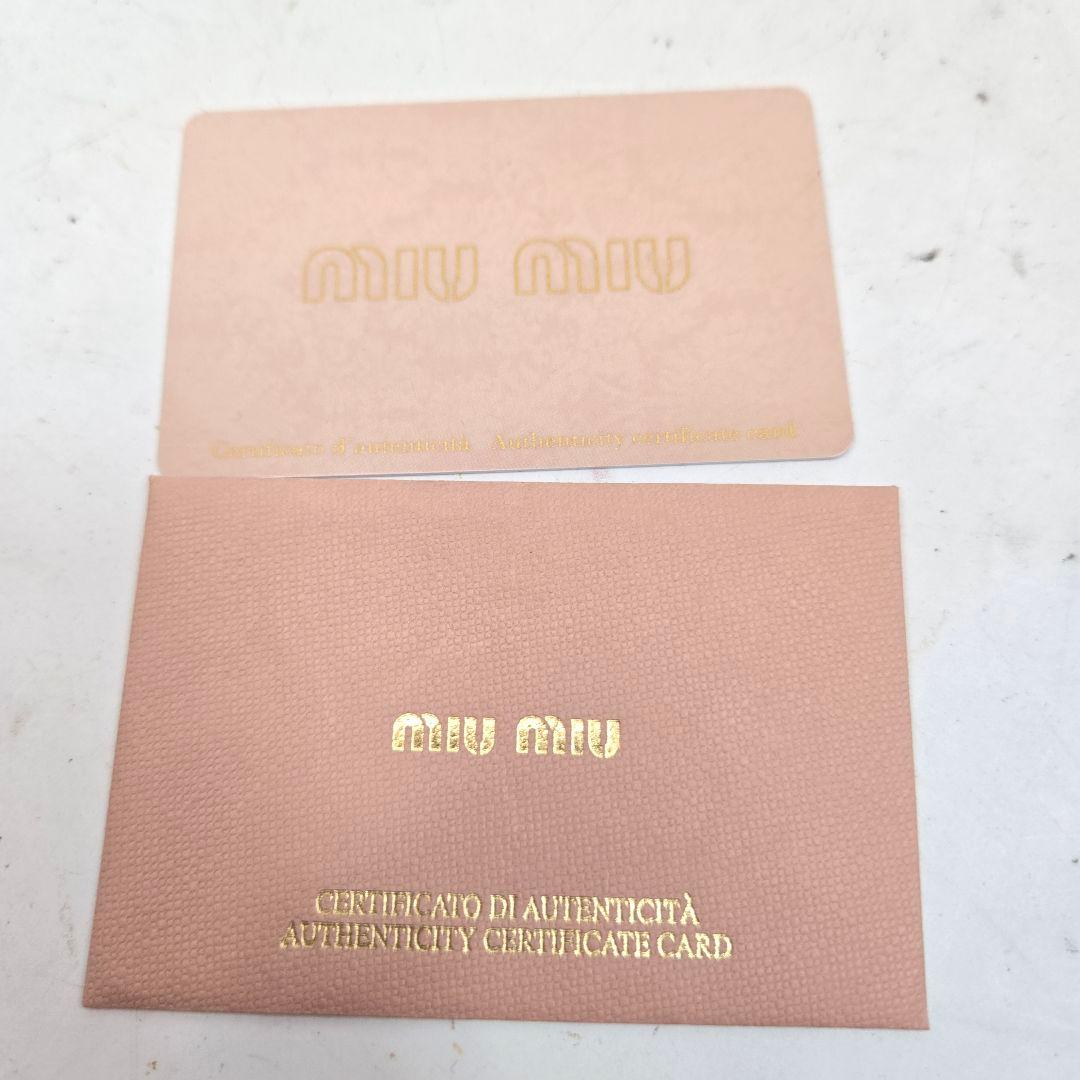 miu miu
Certificato d'autenticità Authenticity certificate card
miu miu
CERTIFICATO DI AUTENTICITÀ
AUTHENTICITY CERTIFICATE CARD